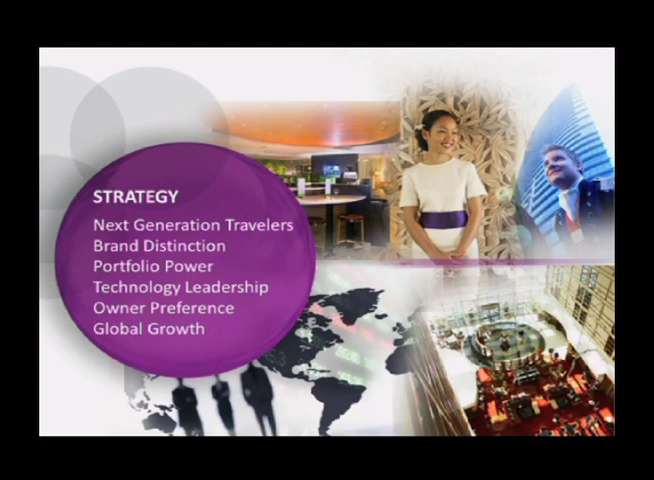 STRATEGY
Next Generation Travelers
Brand Distinction
Portfolio Power
Technology Leadership
Owner Preference
Global Growth